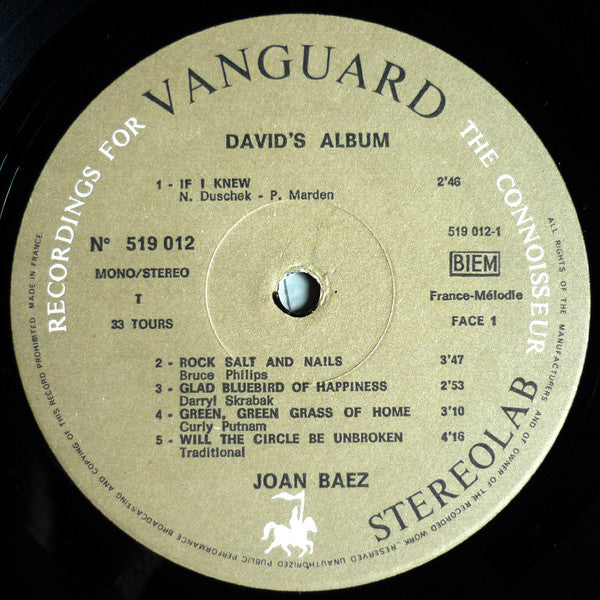 RECORDINGS FOR VANGUARD THE CONNOISSEUR
DAVID'S ALBUM
1 - IF I KNEW 2'46
N. Duschek - P. Marden
N° 519 012
519 012-1
MONO/STEREO
BIEM
T
France-Mélodie
33 TOURS
FACE 1
2 - ROCK SALT AND NAILS 3'47
Bruce Philips
3 - GLAD BLUEBIRD OF HAPPINESS 2'53
Darryl Skrabak
4 - GREEN, GREEN GRASS OF HOME 3'10
Curly Putnam
5 - WILL THE CIRCLE BE UNBROKEN 4'16
Traditional
JOAN BAEZ
STEREOLAB
ALL RIGHTS OF THE MANUFACTURERS AND OF OWNER OF THE RECORDED WORK RESERVED UNAUTHORIZED PUBLIC PERFORMANCE BROADCASTING AND COPYING OF THIS RECORD PROHIBITED. MADE IN FRANCE